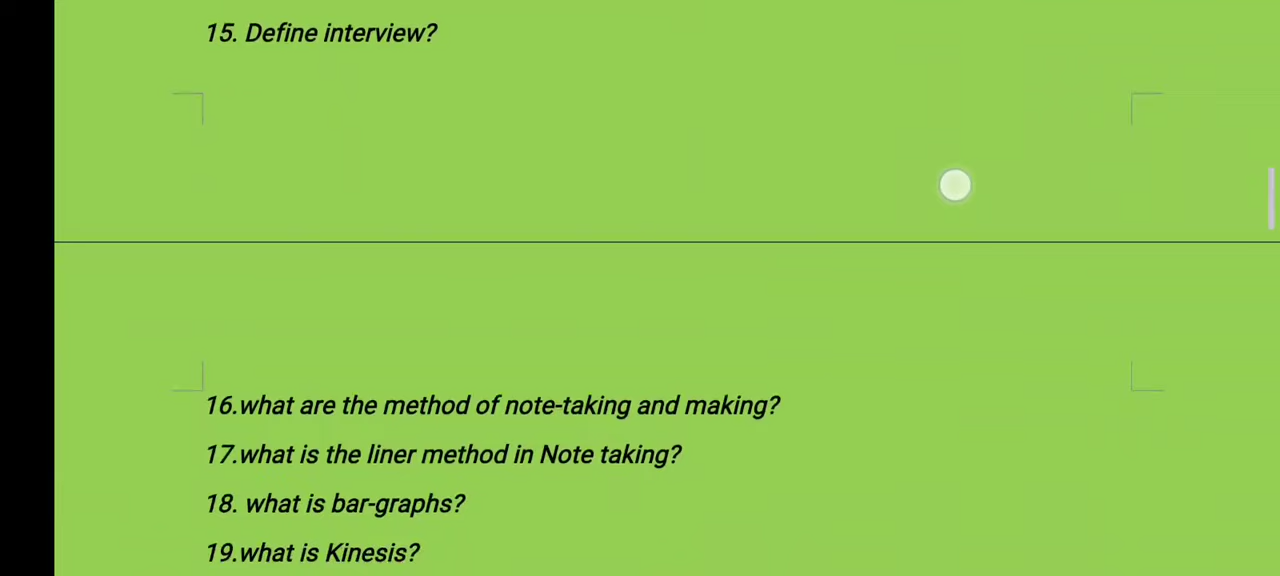 15. Define interview?
16.what are the method of note-taking and making?
17.what is the liner method in Note taking?
18. what is bar-graphs?
19.what is Kinesis?